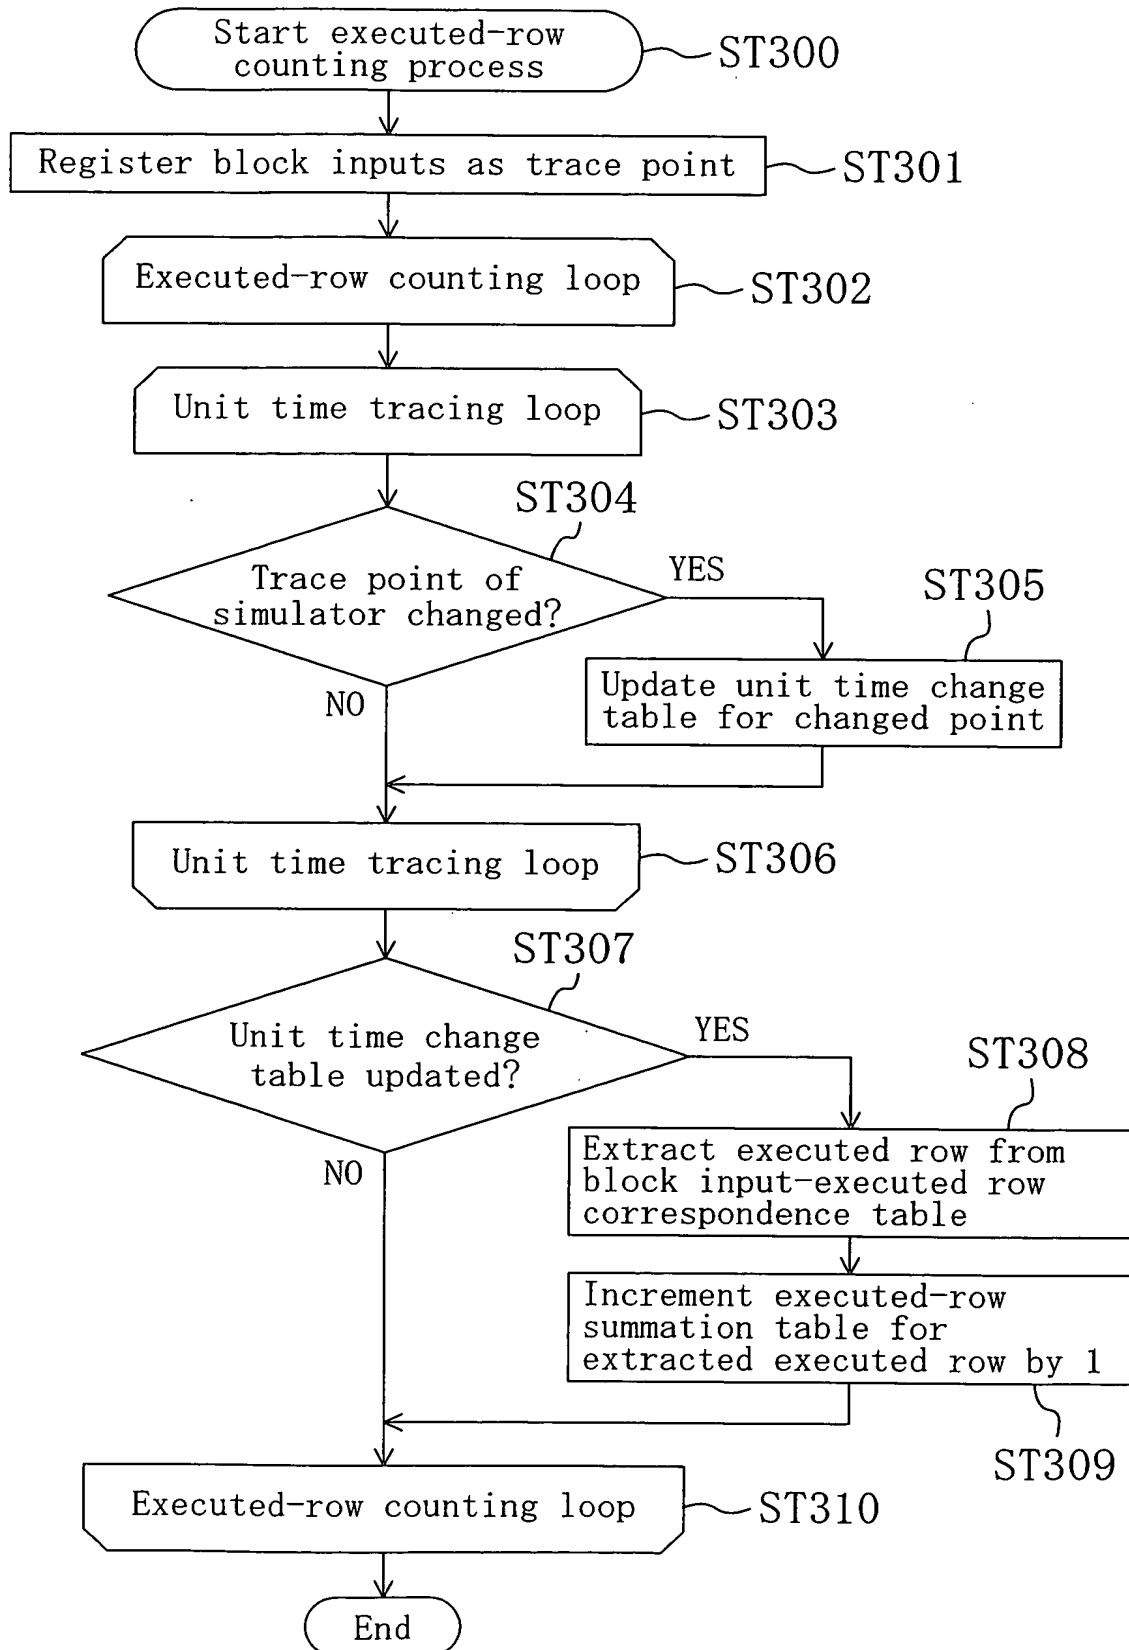 Start executed-row
counting process
ST300
Register block inputs as trace point
ST301
Executed-row counting loop
ST302
Unit time tracing loop
ST303
ST304
Trace point of
simulator changed?
YES
NO
ST305
Update unit time change
table for changed point
Unit time tracing loop
ST306
ST307
Unit time change
table updated?
YES
NO
ST308
Extract executed row from
block input-executed row
correspondence table
Increment executed-row
summation table for
extracted executed row by 1
ST309
Executed-row counting loop
ST310
End